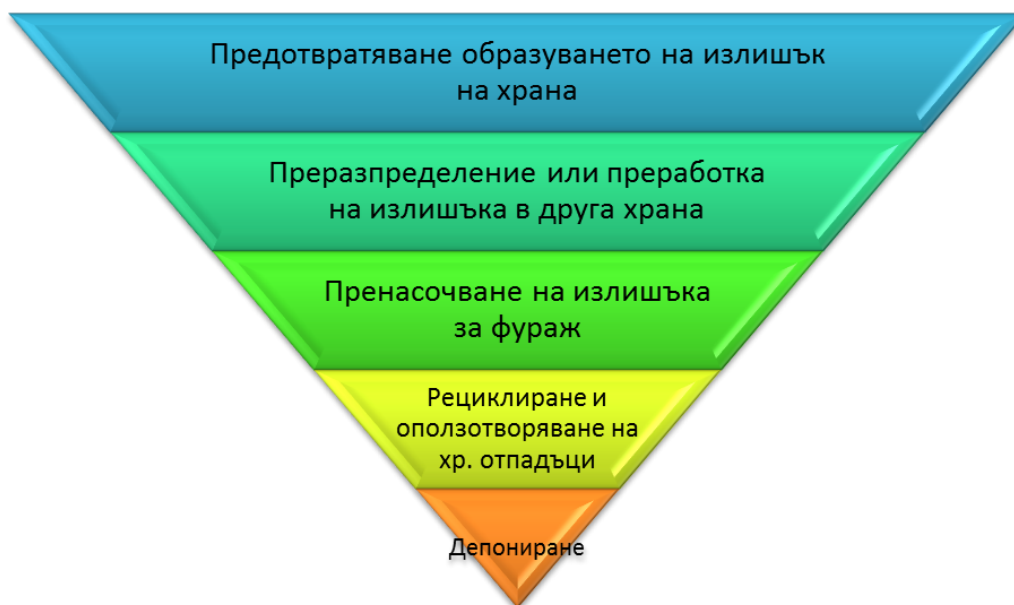 Предотвратяване образуването на излишък
на храна
Преразпределение или преработка
на излишъка в друга храна
Пренасочване на излишъка
за фураж
Рециклиране и
оползотворяване на
хр. отпадъци
Депониране